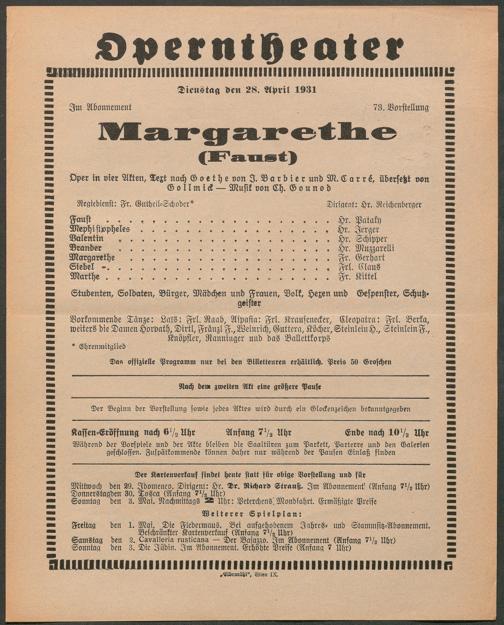 Operntheater
Dienstag den 28. April 1931
Im Abonnement 73. Vorstellung
Margarethe
(Faust)
Oper in vier Akten, Text nach Goethe von J. Barbier und M. Carré, übersetzt von
Gollmick — Musik von Ch. Gounod
Regiedienst: Fr. Gutheil-Schoder* Dirigent: Hr. Reichenberger
Faust . . . . . . . . . . . . . . . Hr. Pataky
Mephistopheles . . . . . . . . . . . . . . . Hr. Jerger
Valentin . . . . . . . . . . . . . . . Hr. Schipper
Brander . . . . . . . . . . . . . . . Hr. Muzzarelli
Margarethe . . . . . . . . . . . . . . . Fr. Gerhart
Siebel . . . . . . . . . . . . . . . Frl. Claus
Marthe . . . . . . . . . . . . . . . Fr. Kittel
Studenten, Soldaten, Bürger, Mädchen und Frauen, Volk, Hexen und Gespenster, Schutz-
geister
Vorkommende Tänze: Laïs: Frl. Raab, Aspasia: Frl. Krausenecker, Cleopatra: Frl. Berka,
weiters die Damen Horvath, Dirtl, Fränzl F., Weinrich, Guttera, Köcher, Steinlein H., Steinlein F.,
Knöpfler, Ranninger und das Ballettkorps
* Ehrenmitglied
Das offizielle Programm nur bei den Billetteuren erhältlich. Preis 50 Groschen
Nach dem zweiten Akt eine größere Pause
Der Beginn der Vorstellung sowie jedes Aktes wird durch ein Glockenzeichen bekanntgegeben
Kassen-Eröffnung nach 6½ Uhr Anfang 7½ Uhr Ende nach 10½ Uhr
Während der Vorspiele und der Akte bleiben die Saaltüren zum Parkett, Parterre und den Galerien
geschlossen. Zuspätkommende können daher nur während der Pausen Einlaß finden
Der Kartenverkauf findet heute statt für obige Vorstellung und für
Mittwoch den 29. Idomeneo. Dirigent: Hr. Dr. Richard Strauß. Im Abonnement (Anfang 7½ Uhr)
Donnerstag den 30. Tosca (Anfang 7½ Uhr)
Sonntag den 3. Mai. Nachmittags 2 Uhr: Peterchens Mondfahrt. Ermäßigte Preise
Weiterer Spielplan:
Freitag den 1. Mai. Die Fledermaus. Bei aufgehobenem Jahres- und Stammsitz-Abonnement.
Beschränkter Kartenverkauf (Anfang 7½ Uhr)
Samstag den 2. Cavalleria rusticana — Der Bajazzo. Im Abonnement (Anfang 7½ Uhr)
Sonntag den 3. Die Jüdin. Im Abonnement. Erhöhte Preise (Anfang 7 Uhr)
„Elbemühl“, Wien IX.